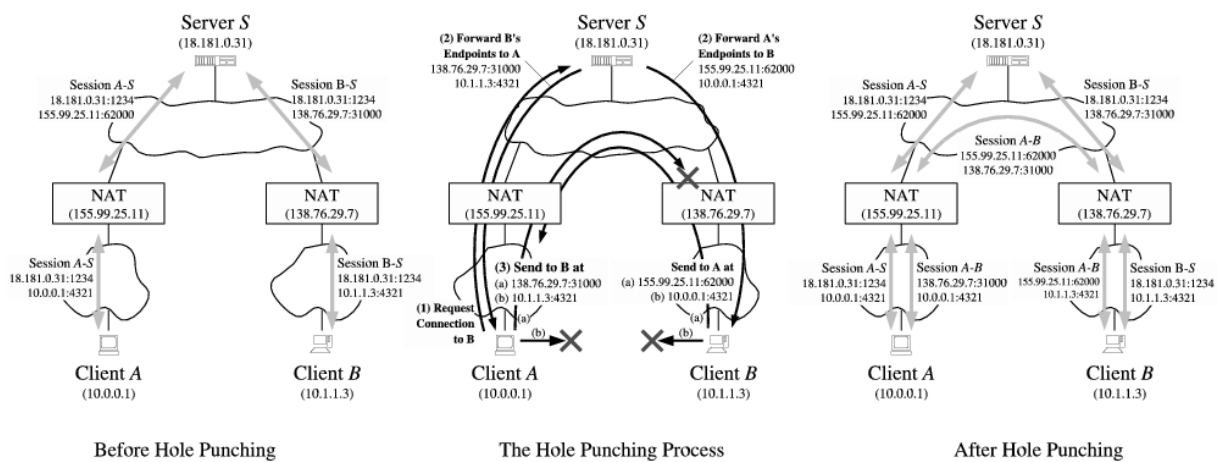 Server S
(18.181.0.31)
Session A-S
18.181.0.31:1234
155.99.25.11:62000
Session B-S
18.181.0.31:1234
138.76.29.7:31000
NAT
(155.99.25.11)
NAT
(138.76.29.7)
Session A-S
18.181.0.31:1234
10.0.0.1:4321
Session B-S
18.181.0.31:1234
10.1.1.3:4321
Client A
(10.0.0.1)
Client B
(10.1.1.3)
Before Hole Punching
Server S
(18.181.0.31)
(2) Forward B's
Endpoints to A
138.76.29.7:31000
10.1.1.3:4321
(2) Forward A's
Endpoints to B
155.99.25.11:62000
10.0.0.1:4321
NAT
(155.99.25.11)
NAT
(138.76.29.7)
(3) Send to B at
(a) 138.76.29.7:31000
(b) 10.1.1.3:4321
Send to A at
(a) 155.99.25.11:62000
(b) 10.0.0.1:4321
(1) Request
Connection
to B
(a)
(b)
(a)
(b)
Client A
(10.0.0.1)
Client B
(10.1.1.3)
The Hole Punching Process
Server S
(18.181.0.31)
Session A-S
18.181.0.31:1234
155.99.25.11:62000
Session B-S
18.181.0.31:1234
138.76.29.7:31000
Session A-B
155.99.25.11:62000
138.76.29.7:31000
NAT
(155.99.25.11)
NAT
(138.76.29.7)
Session A-S
18.181.0.31:1234
10.0.0.1:4321
Session A-B
138.76.29.7:31000
10.0.0.1:4321
Session A-B
155.99.25.11:62000
10.1.1.3:4321
Session B-S
18.181.0.31:1234
10.1.1.3:4321
Client A
(10.0.0.1)
Client B
(10.1.1.3)
After Hole Punching